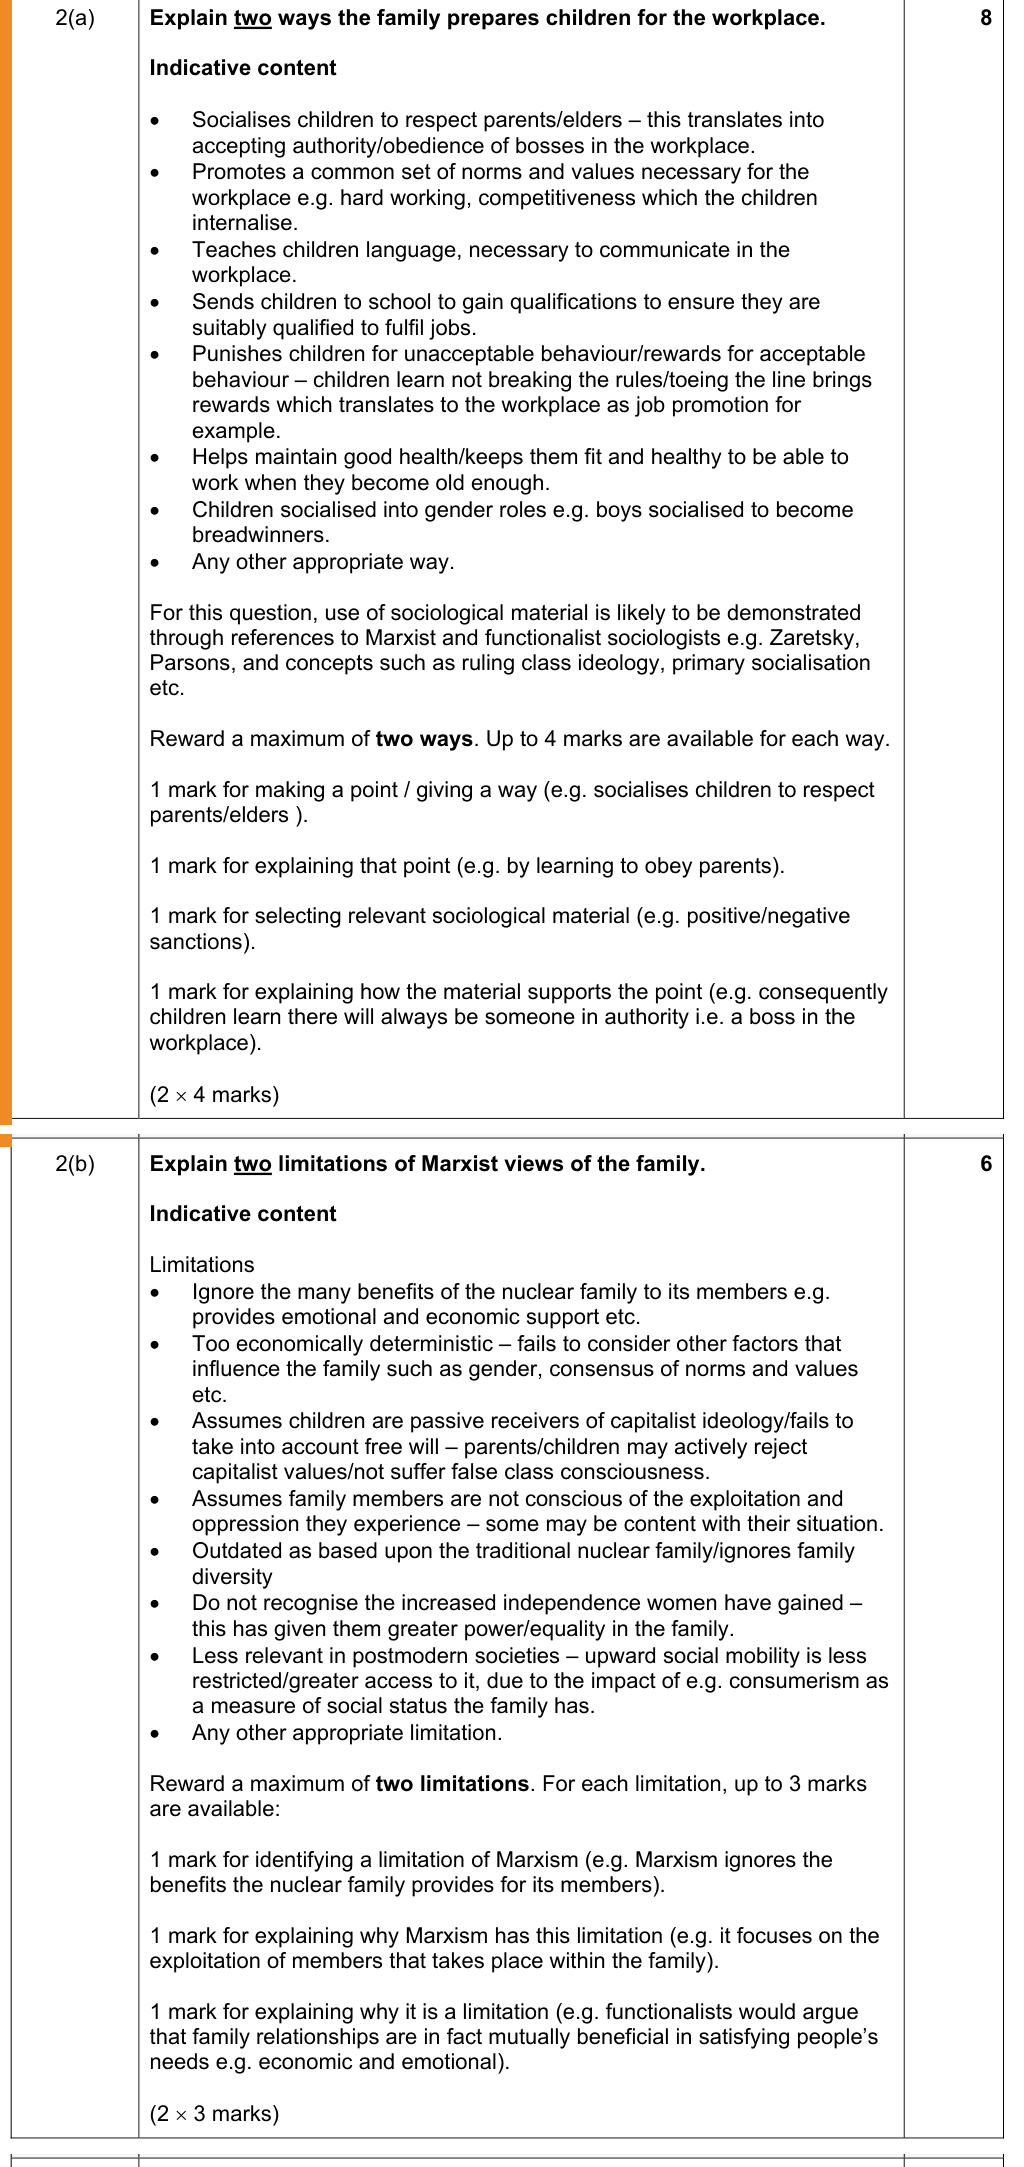 2(a) Explain two ways the family prepares children for the workplace. 8
Indicative content
• Socialises children to respect parents/elders – this translates into
accepting authority/obedience of bosses in the workplace.
• Promotes a common set of norms and values necessary for the
workplace e.g. hard working, competitiveness which the children
internalise.
• Teaches children language, necessary to communicate in the
workplace.
• Sends children to school to gain qualifications to ensure they are
suitably qualified to fulfil jobs.
• Punishes children for unacceptable behaviour/rewards for acceptable
behaviour – children learn not breaking the rules/toeing the line brings
rewards which translates to the workplace as job promotion for
example.
• Helps maintain good health/keeps them fit and healthy to be able to
work when they become old enough.
• Children socialised into gender roles e.g. boys socialised to become
breadwinners.
• Any other appropriate way.
For this question, use of sociological material is likely to be demonstrated
through references to Marxist and functionalist sociologists e.g. Zaretsky,
Parsons, and concepts such as ruling class ideology, primary socialisation
etc.
Reward a maximum of two ways. Up to 4 marks are available for each way.
1 mark for making a point / giving a way (e.g. socialises children to respect
parents/elders ).
1 mark for explaining that point (e.g. by learning to obey parents).
1 mark for selecting relevant sociological material (e.g. positive/negative
sanctions).
1 mark for explaining how the material supports the point (e.g. consequently
children learn there will always be someone in authority i.e. a boss in the
workplace).
(2 × 4 marks)
2(b) Explain two limitations of Marxist views of the family. 6
Indicative content
Limitations
• Ignore the many benefits of the nuclear family to its members e.g.
provides emotional and economic support etc.
• Too economically deterministic – fails to consider other factors that
influence the family such as gender, consensus of norms and values
etc.
• Assumes children are passive receivers of capitalist ideology/fails to
take into account free will – parents/children may actively reject
capitalist values/not suffer false class consciousness.
• Assumes family members are not conscious of the exploitation and
oppression they experience – some may be content with their situation.
• Outdated as based upon the traditional nuclear family/ignores family
diversity
• Do not recognise the increased independence women have gained –
this has given them greater power/equality in the family.
• Less relevant in postmodern societies – upward social mobility is less
restricted/greater access to it, due to the impact of e.g. consumerism as
a measure of social status the family has.
• Any other appropriate limitation.
Reward a maximum of two limitations. For each limitation, up to 3 marks
are available:
1 mark for identifying a limitation of Marxism (e.g. Marxism ignores the
benefits the nuclear family provides for its members).
1 mark for explaining why Marxism has this limitation (e.g. it focuses on the
exploitation of members that takes place within the family).
1 mark for explaining why it is a limitation (e.g. functionalists would argue
that family relationships are in fact mutually beneficial in satisfying people’s
needs e.g. economic and emotional).
(2 × 3 marks)